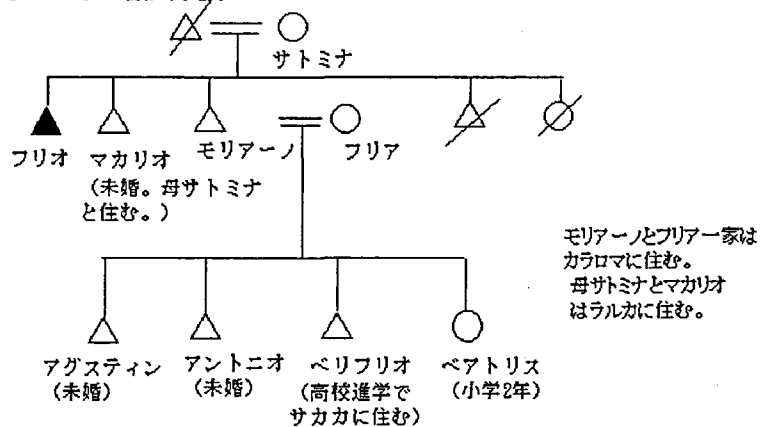 サトミナ
フリオ
マカリオ
(未婚。母サトミナ
と住む。)
モリアーノ
フリア
モリアーノとフリア一家は
カラロマに住む。
母サトミナとマカリオ
はラルカに住む。
アグスティン
(未婚)
アントニオ
(未婚)
ベリフリオ
(高校進学で
サカカに住む)
ベアトリス
(小学2年)